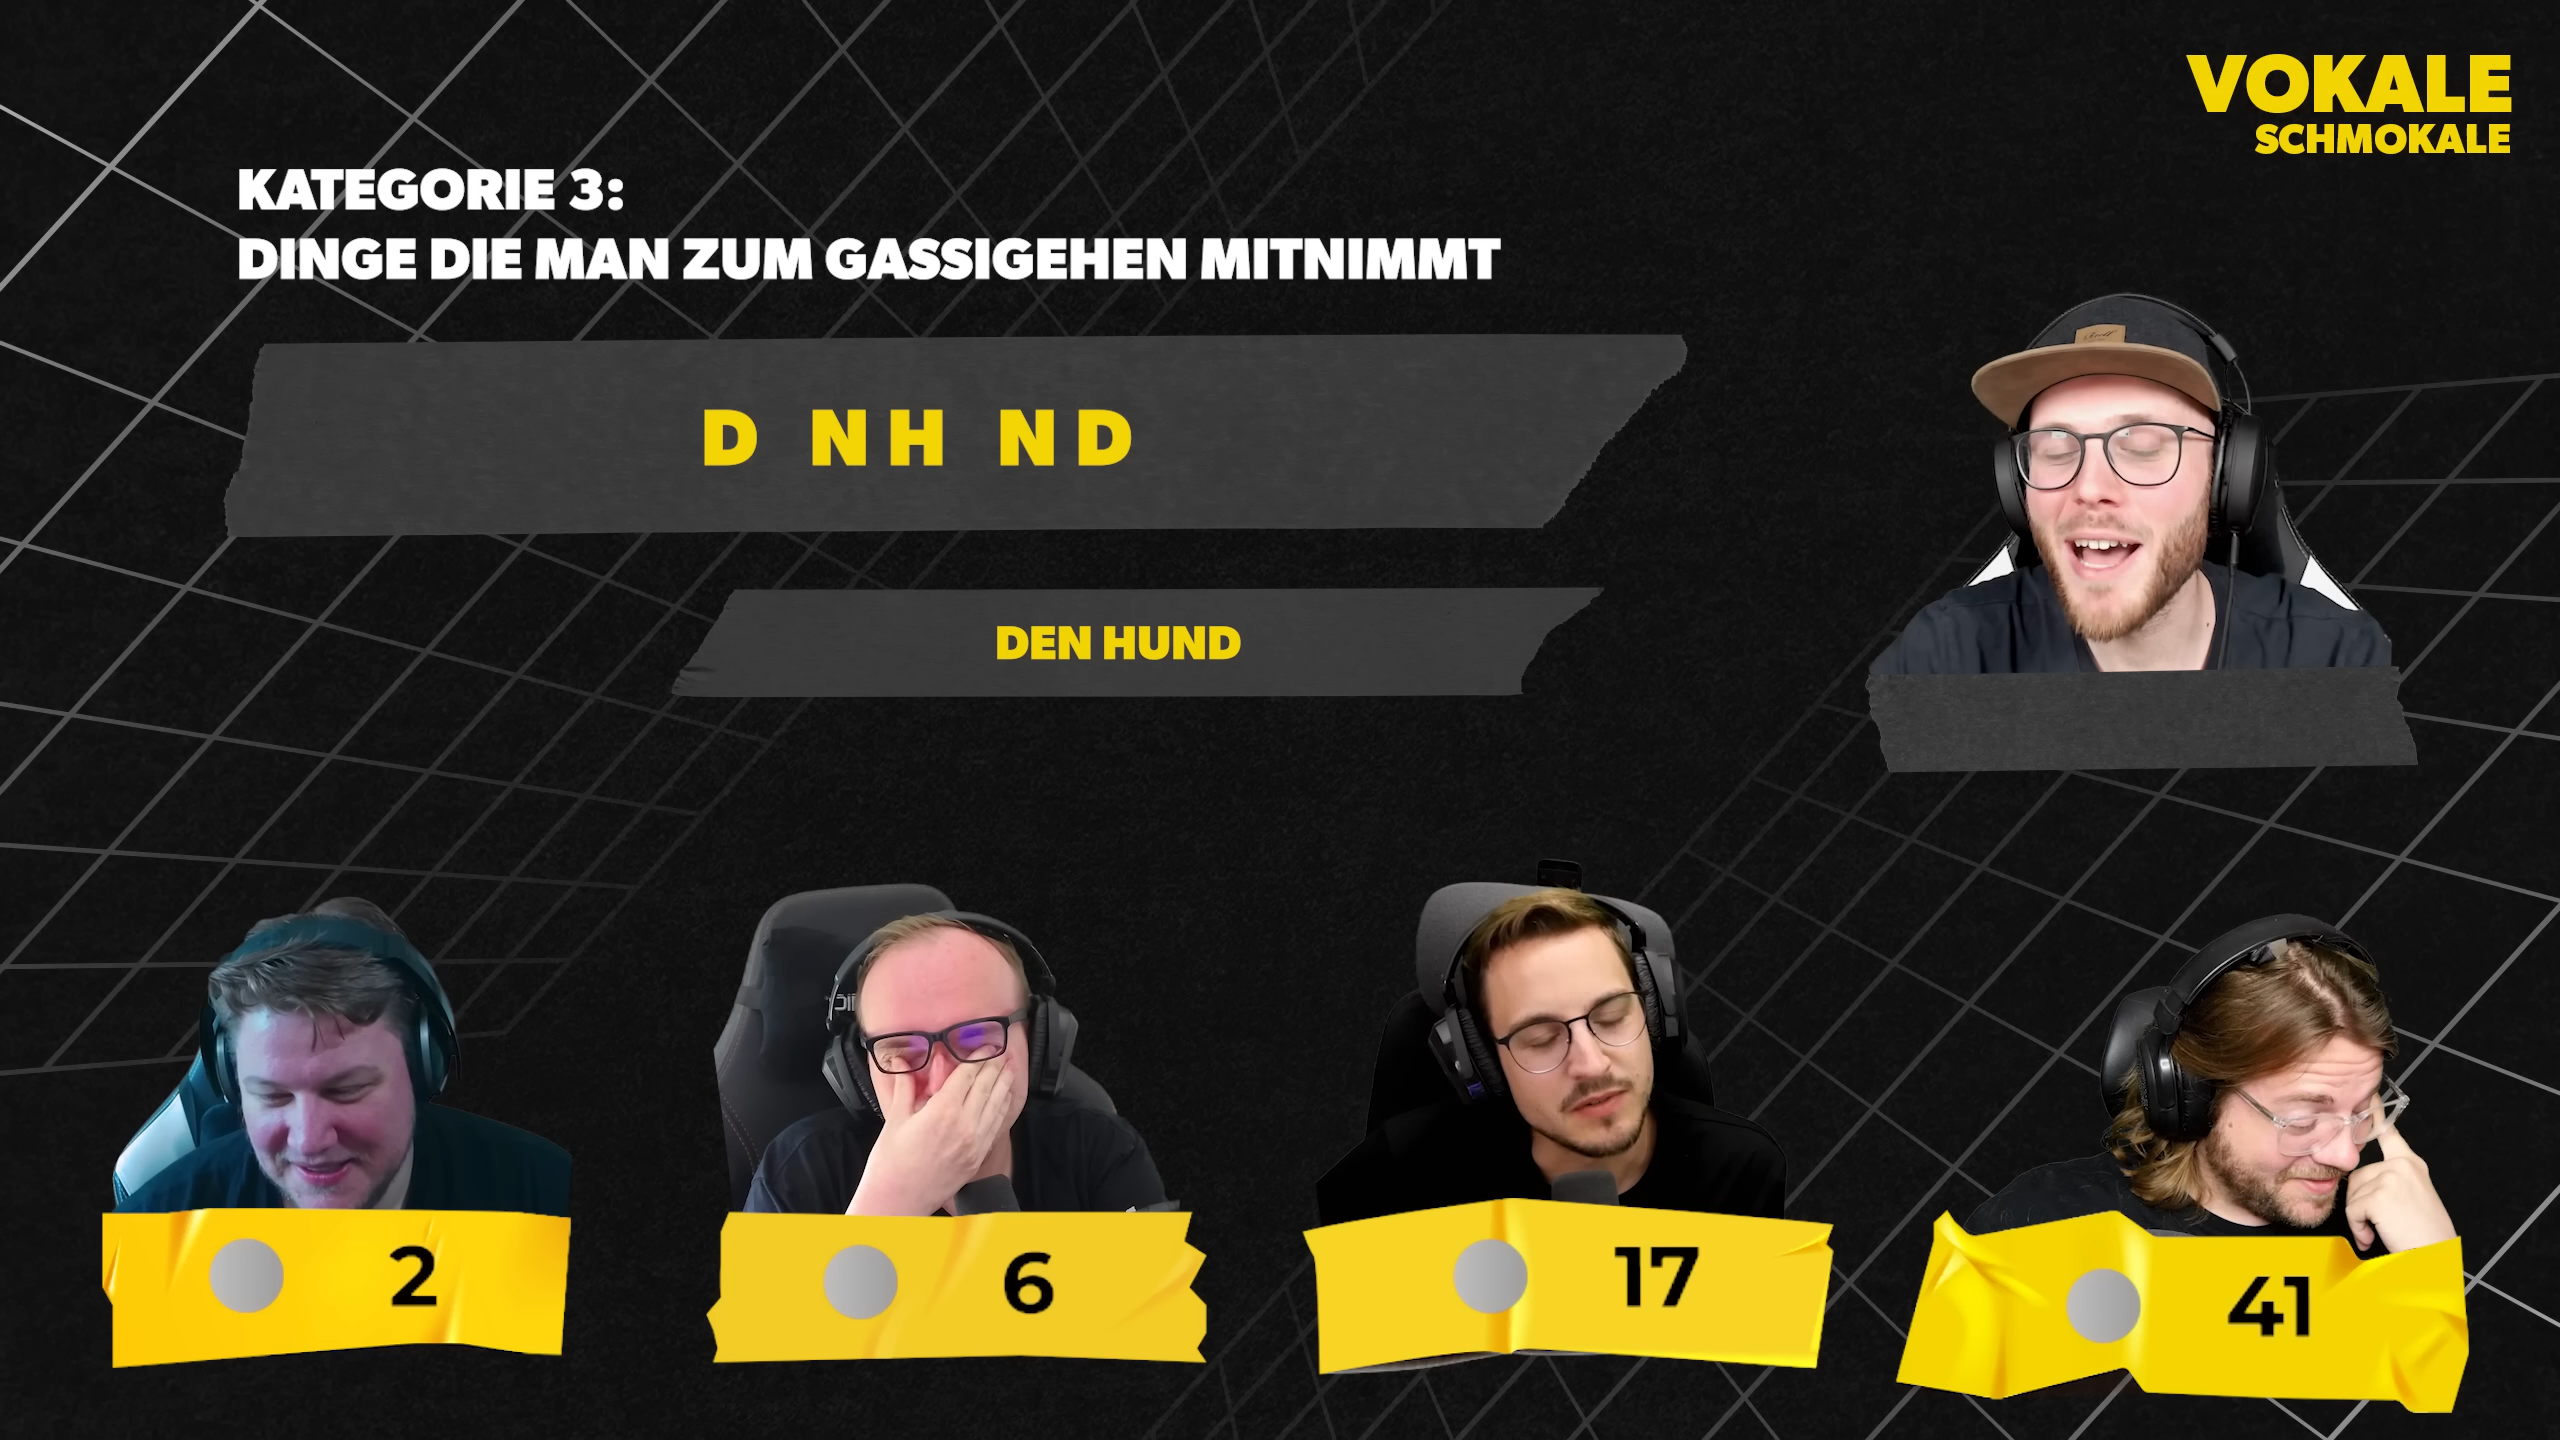 VOKALE
SCHMOKALE
KATEGORIE 3:
DINGE DIE MAN ZUM GASSIGEHEN MITNIMMT
D NH ND
DEN HUND
2
6
17
41